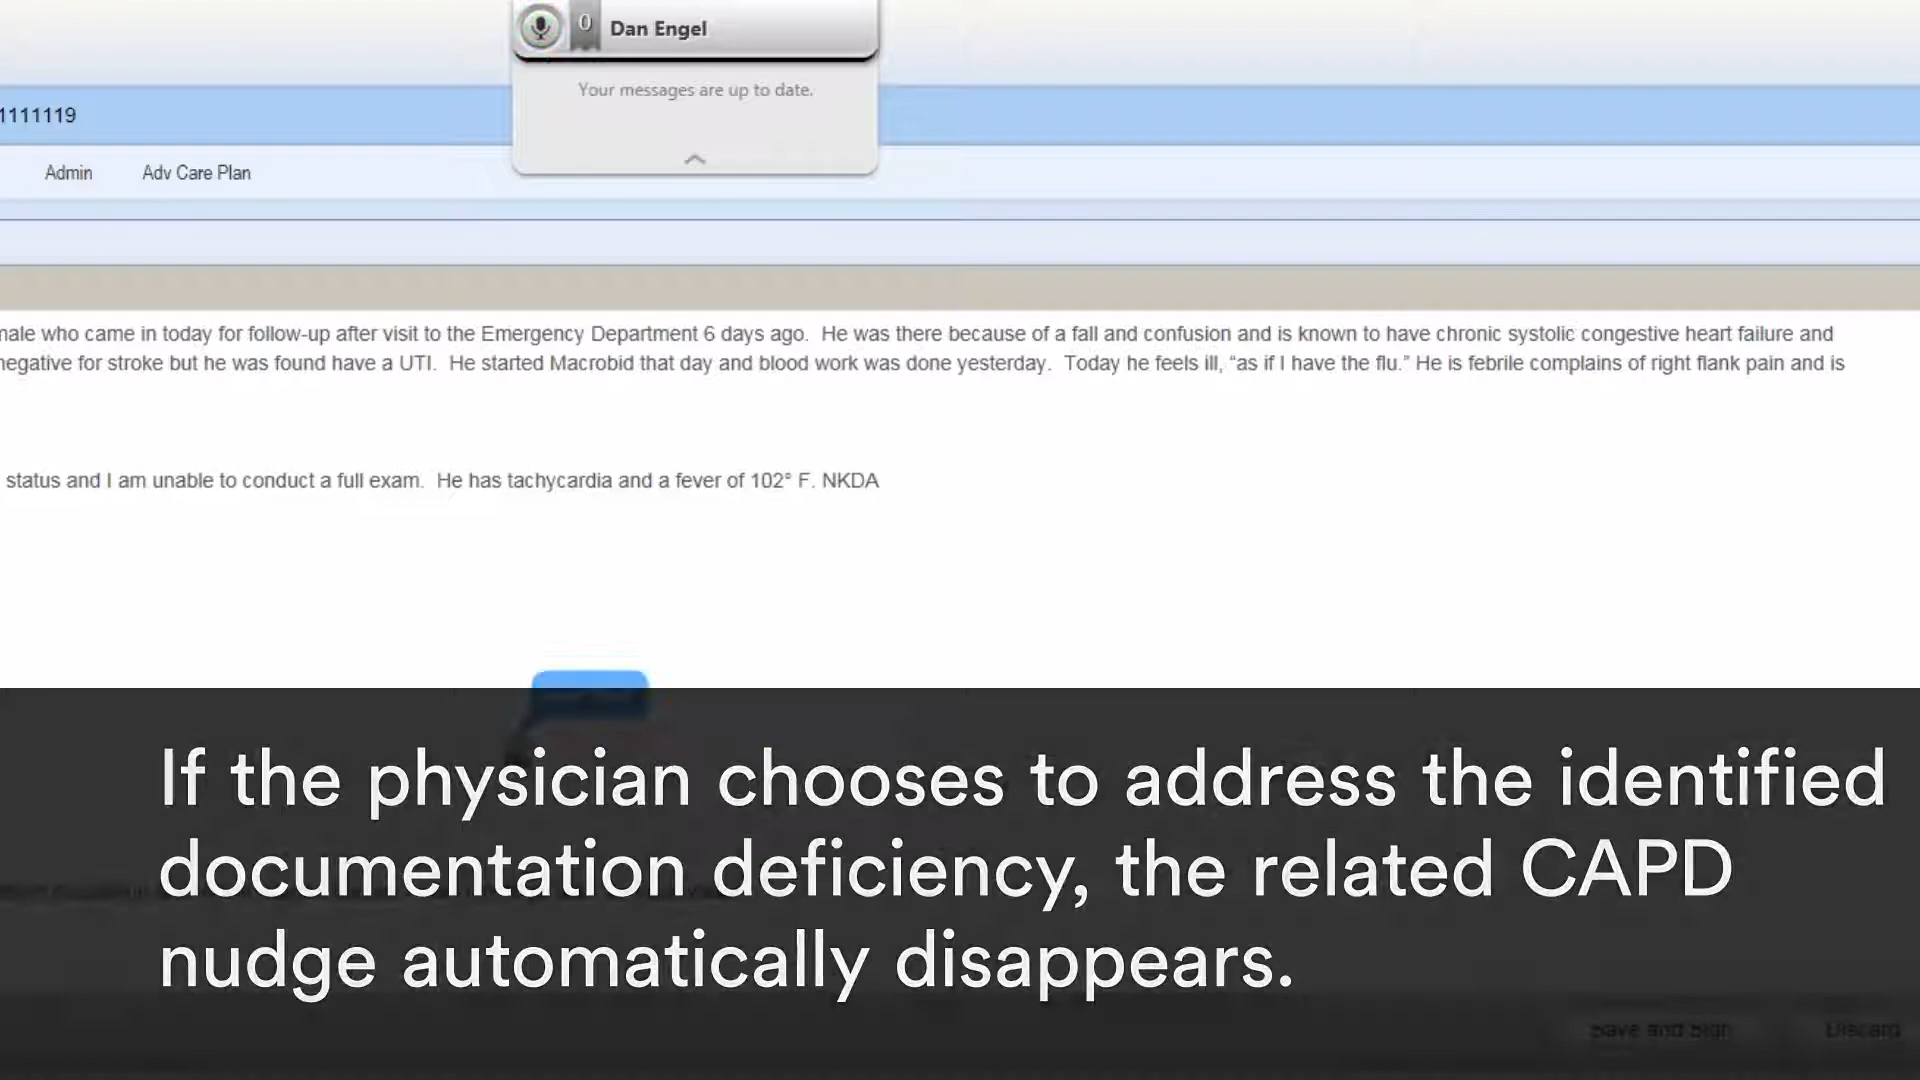 0 Dan Engel
Your messages are up to date.
1111119
Admin Adv Care Plan
male who came in today for follow-up after visit to the Emergency Department 6 days ago. He was there because of a fall and confusion and is known to have chronic systolic congestive heart failure and
negative for stroke but he was found have a UTI. He started Macrobid that day and blood work was done yesterday. Today he feels ill, “as if I have the flu.” He is febrile complains of right flank pain and is
status and I am unable to conduct a full exam. He has tachycardia and a fever of 102° F. NKDA
If the physician chooses to address the identified
documentation deficiency, the related CAPD
nudge automatically disappears.
Save and Sign Discard